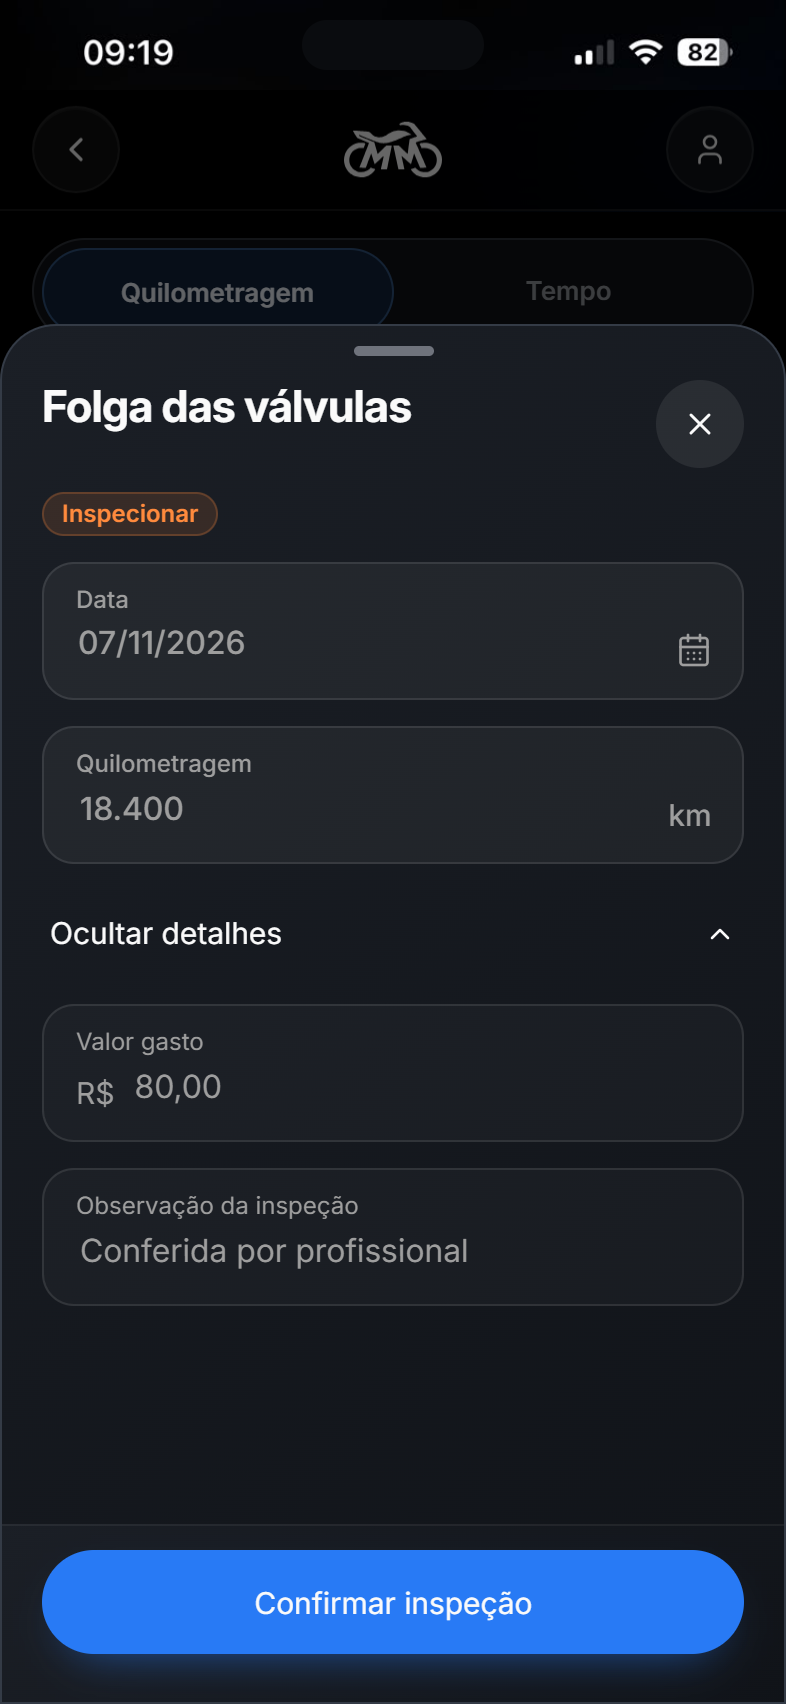 09:19
82
MM
Quilometragem
Tempo
Folga das válvulas
Inspecionar
Data
07/11/2026
Quilometragem
18.400
km
Ocultar detalhes
Valor gasto
R$ 80,00
Observação da inspeção
Conferida por profissional
Confirmar inspeção